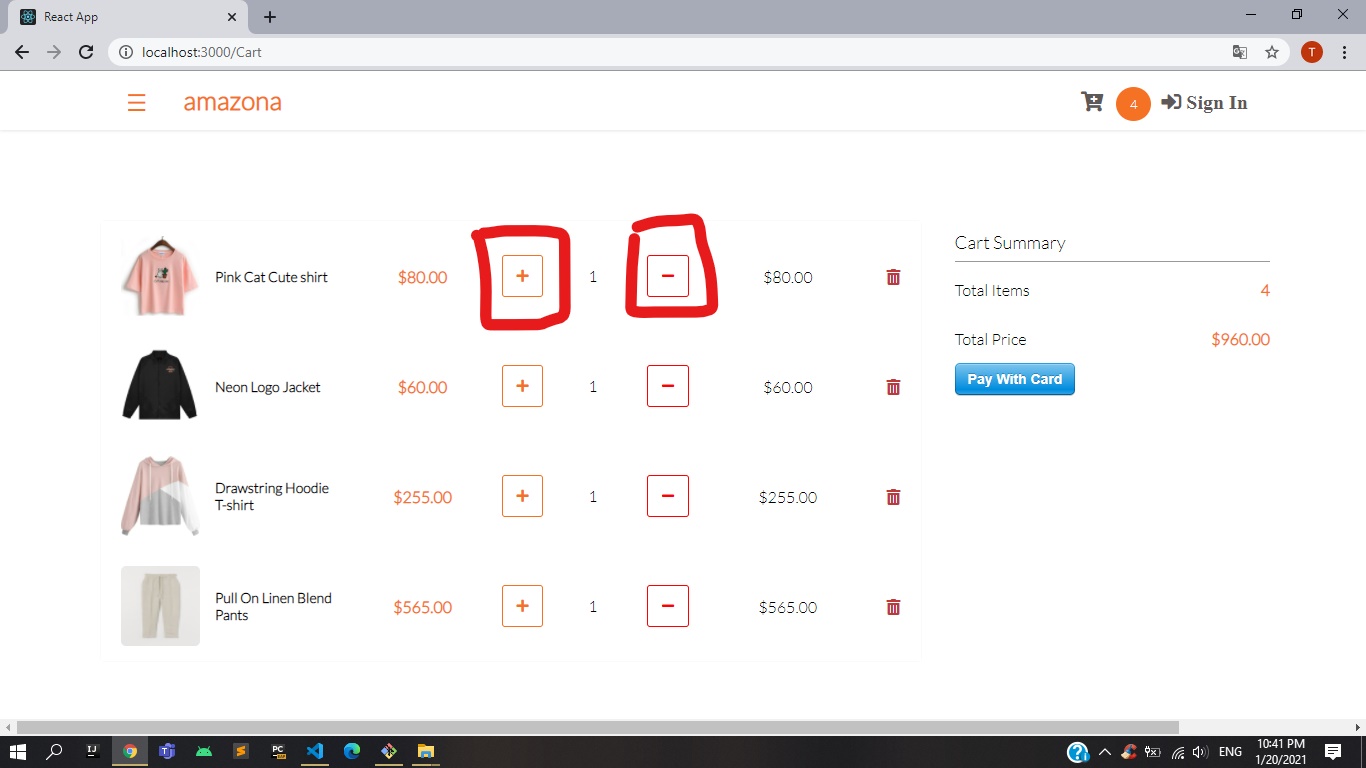 React App
localhost:3000/Cart
T
amazona
4
Sign In
Pink Cat Cute shirt $80.00 + 1 − $80.00
Neon Logo Jacket $60.00 + 1 − $60.00
Drawstring Hoodie
T-shirt
$255.00 + 1 − $255.00
Pull On Linen Blend
Pants
$565.00 + 1 − $565.00
Cart Summary
Total Items 4
Total Price $960.00
Pay With Card
IJ
PC
ENG
10:41 PM
1/20/2021